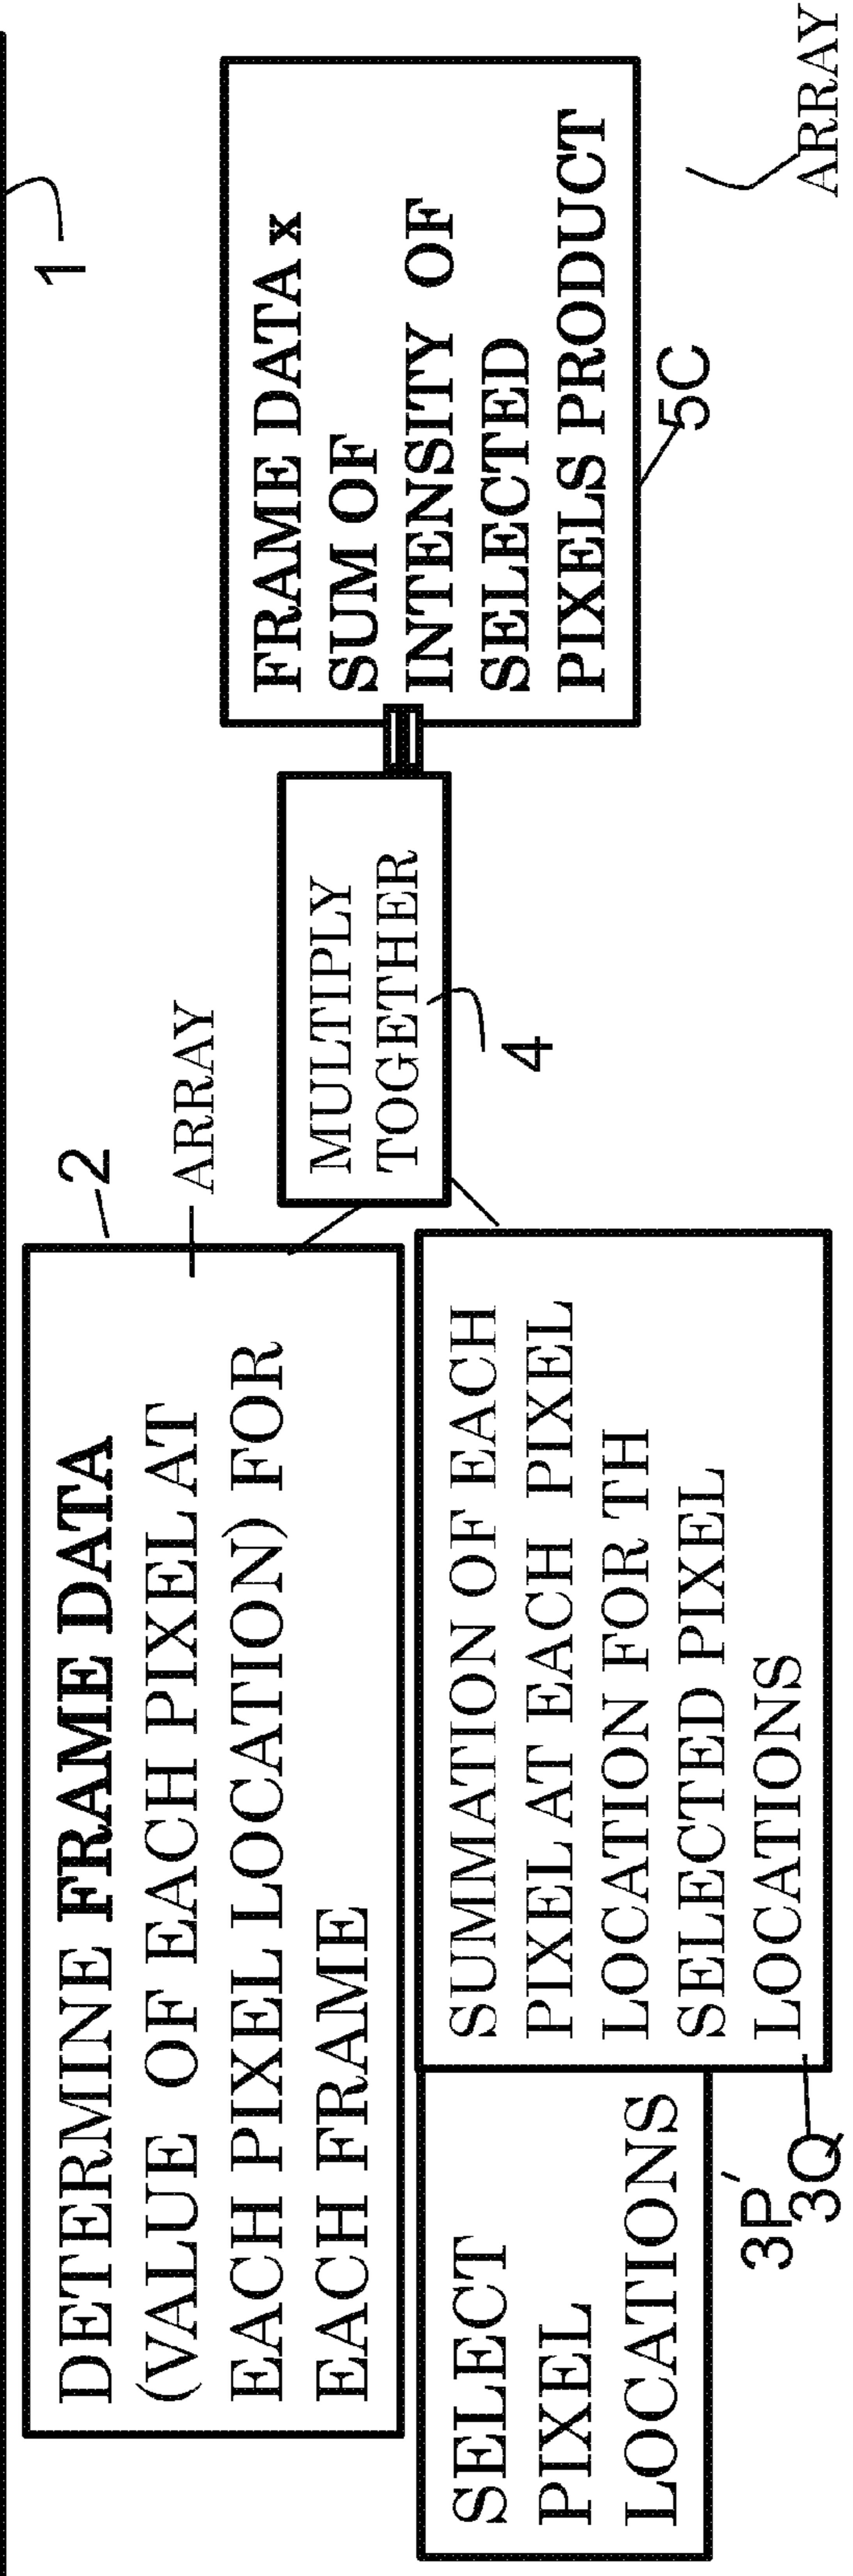 1
2
DETERMINE FRAME DATA
(VALUE OF EACH PIXEL AT
EACH PIXEL LOCATION) FOR
EACH FRAME
ARRAY
SELECT
PIXEL
LOCATIONS
3P
SUMMATION OF EACH
PIXEL AT EACH PIXEL
LOCATION FOR TH
SELECTED PIXEL
LOCATIONS
3Q
MULTIPLY
TOGETHER
4
FRAME DATA x
SUM OF
INTENSITY OF
SELECTED
PIXELS PRODUCT
5C
ARRAY